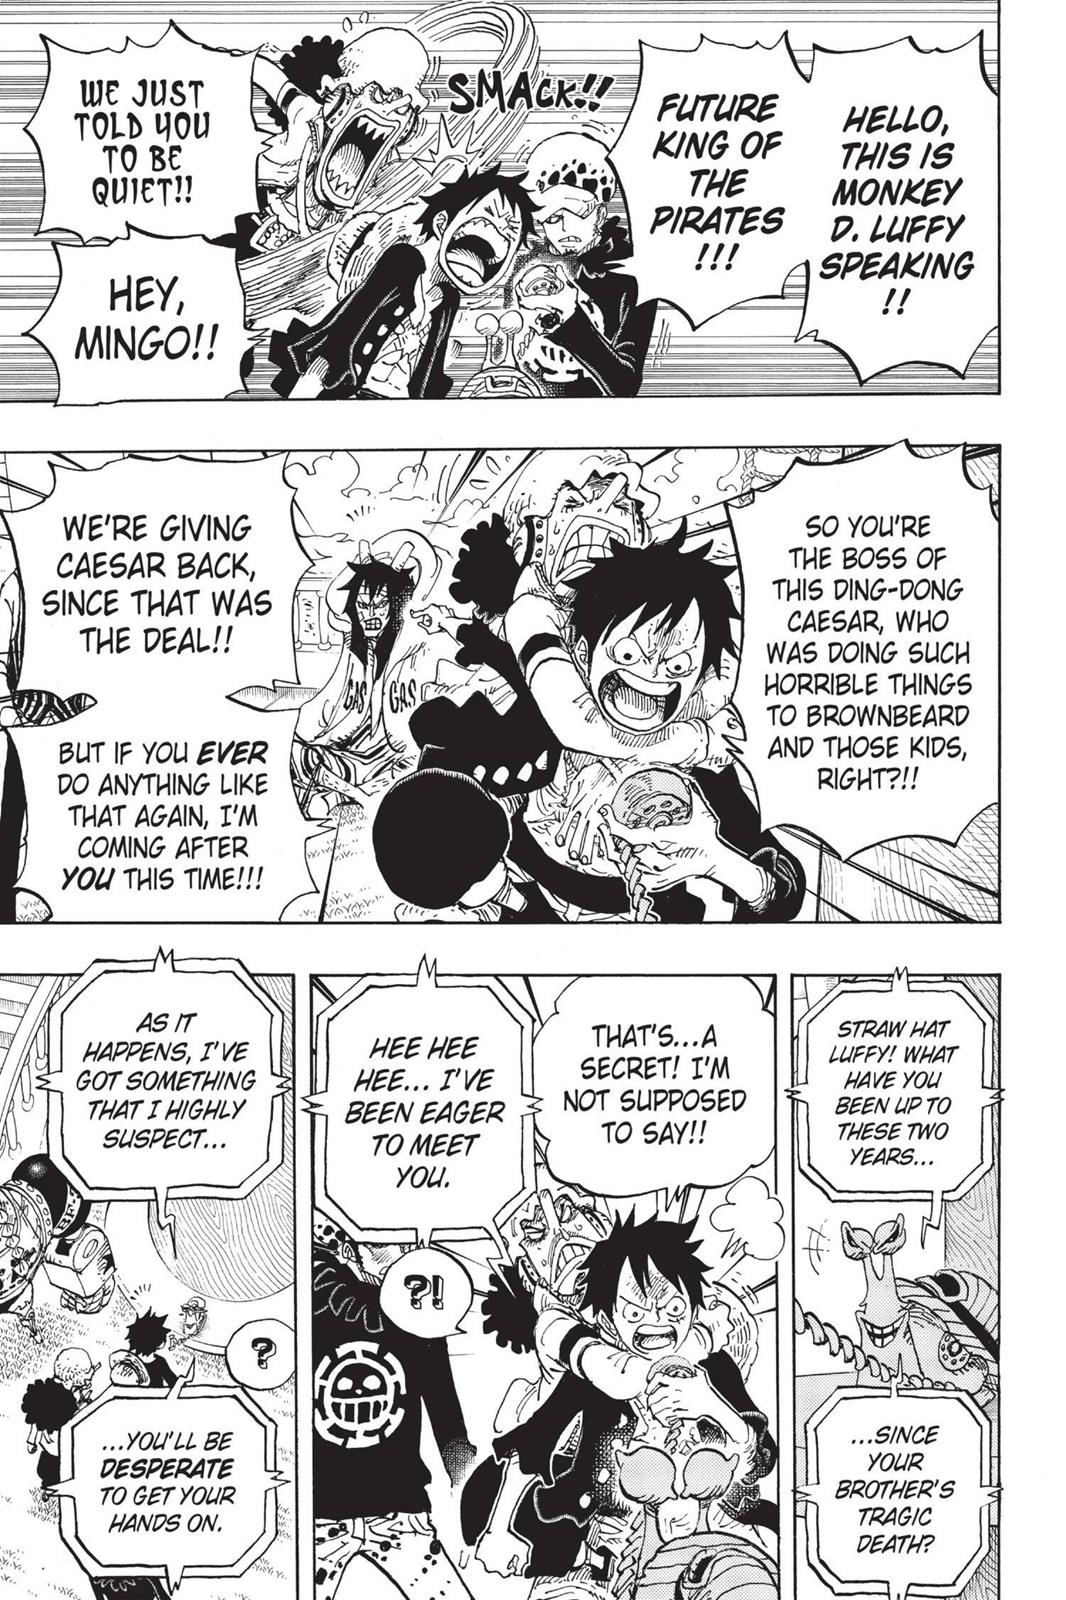 HELLO,
THIS IS
MONKEY
D. LUFFY
SPEAKING
!!
FUTURE
KING OF
THE
PIRATES
!!!
SMACK!!
WE JUST
TOLD YOU
TO BE
QUIET!!
HEY,
MINGO!!
SO YOU'RE
THE BOSS OF
THIS DING-DONG
CAESAR, WHO
WAS DOING SUCH
HORRIBLE THINGS
TO BROWNBEARD
AND THOSE KIDS,
RIGHT?!!
GAS
GAS
WE'RE GIVING
CAESAR BACK,
SINCE THAT WAS
THE DEAL!!
BUT IF YOU EVER
DO ANYTHING LIKE
THAT AGAIN, I'M
COMING AFTER
YOU THIS TIME!!!
STRAW HAT
LUFFY! WHAT
HAVE YOU
BEEN UP TO
THESE TWO
YEARS...
...SINCE
YOUR
BROTHER'S
TRAGIC
DEATH?
THAT'S...A
SECRET! I'M
NOT SUPPOSED
TO SAY!!
HEE HEE
HEE... I'VE
BEEN EAGER
TO MEET
YOU.
?!
AS IT
HAPPENS, I'VE
GOT SOMETHING
THAT I HIGHLY
SUSPECT...
?
...YOU'LL BE
DESPERATE
TO GET YOUR
HANDS ON.